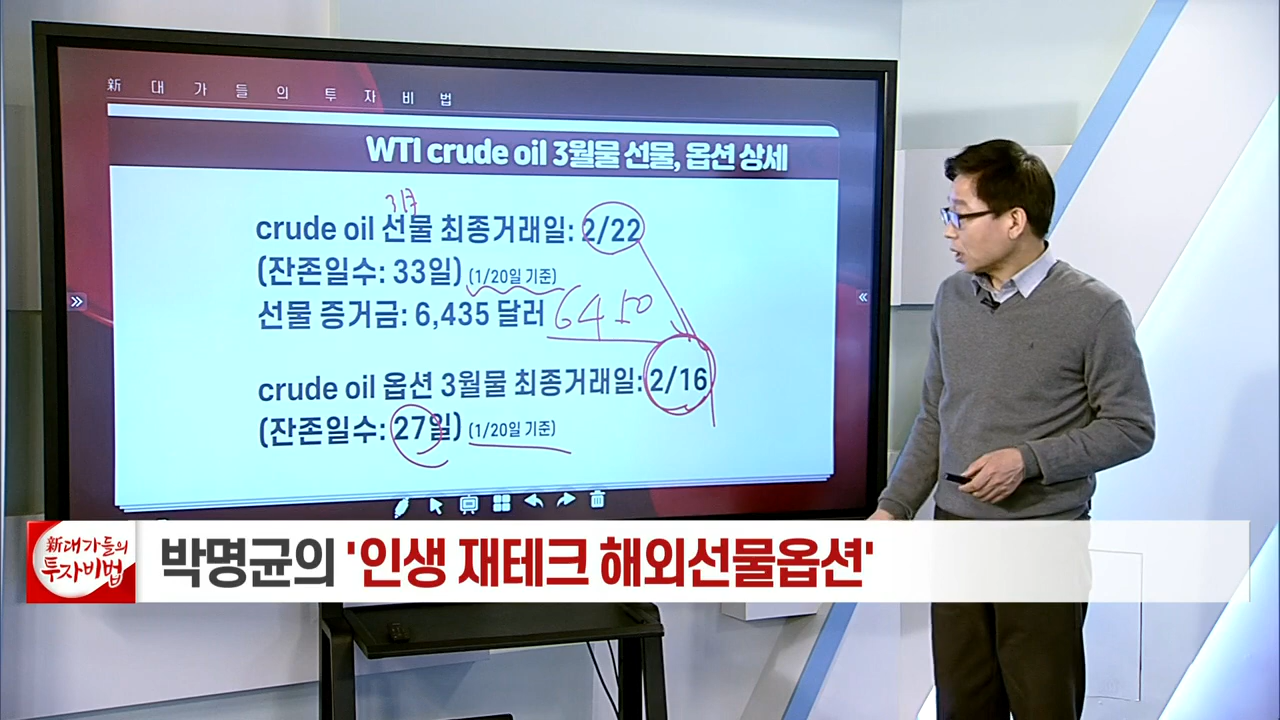 新 대가들의 투자비법
WTI crude oil 3월물 선물, 옵션 상세
3月
crude oil 선물 최종거래일: 2/22
(잔존일수: 33일) (1/20일 기준)
선물 증거금: 6,435 달러 6450
crude oil 옵션 3월물 최종거래일: 2/16
(잔존일수: 27일) (1/20일 기준)
新대가들의
투자비법
박명균의 '인생 재테크 해외선물옵션'